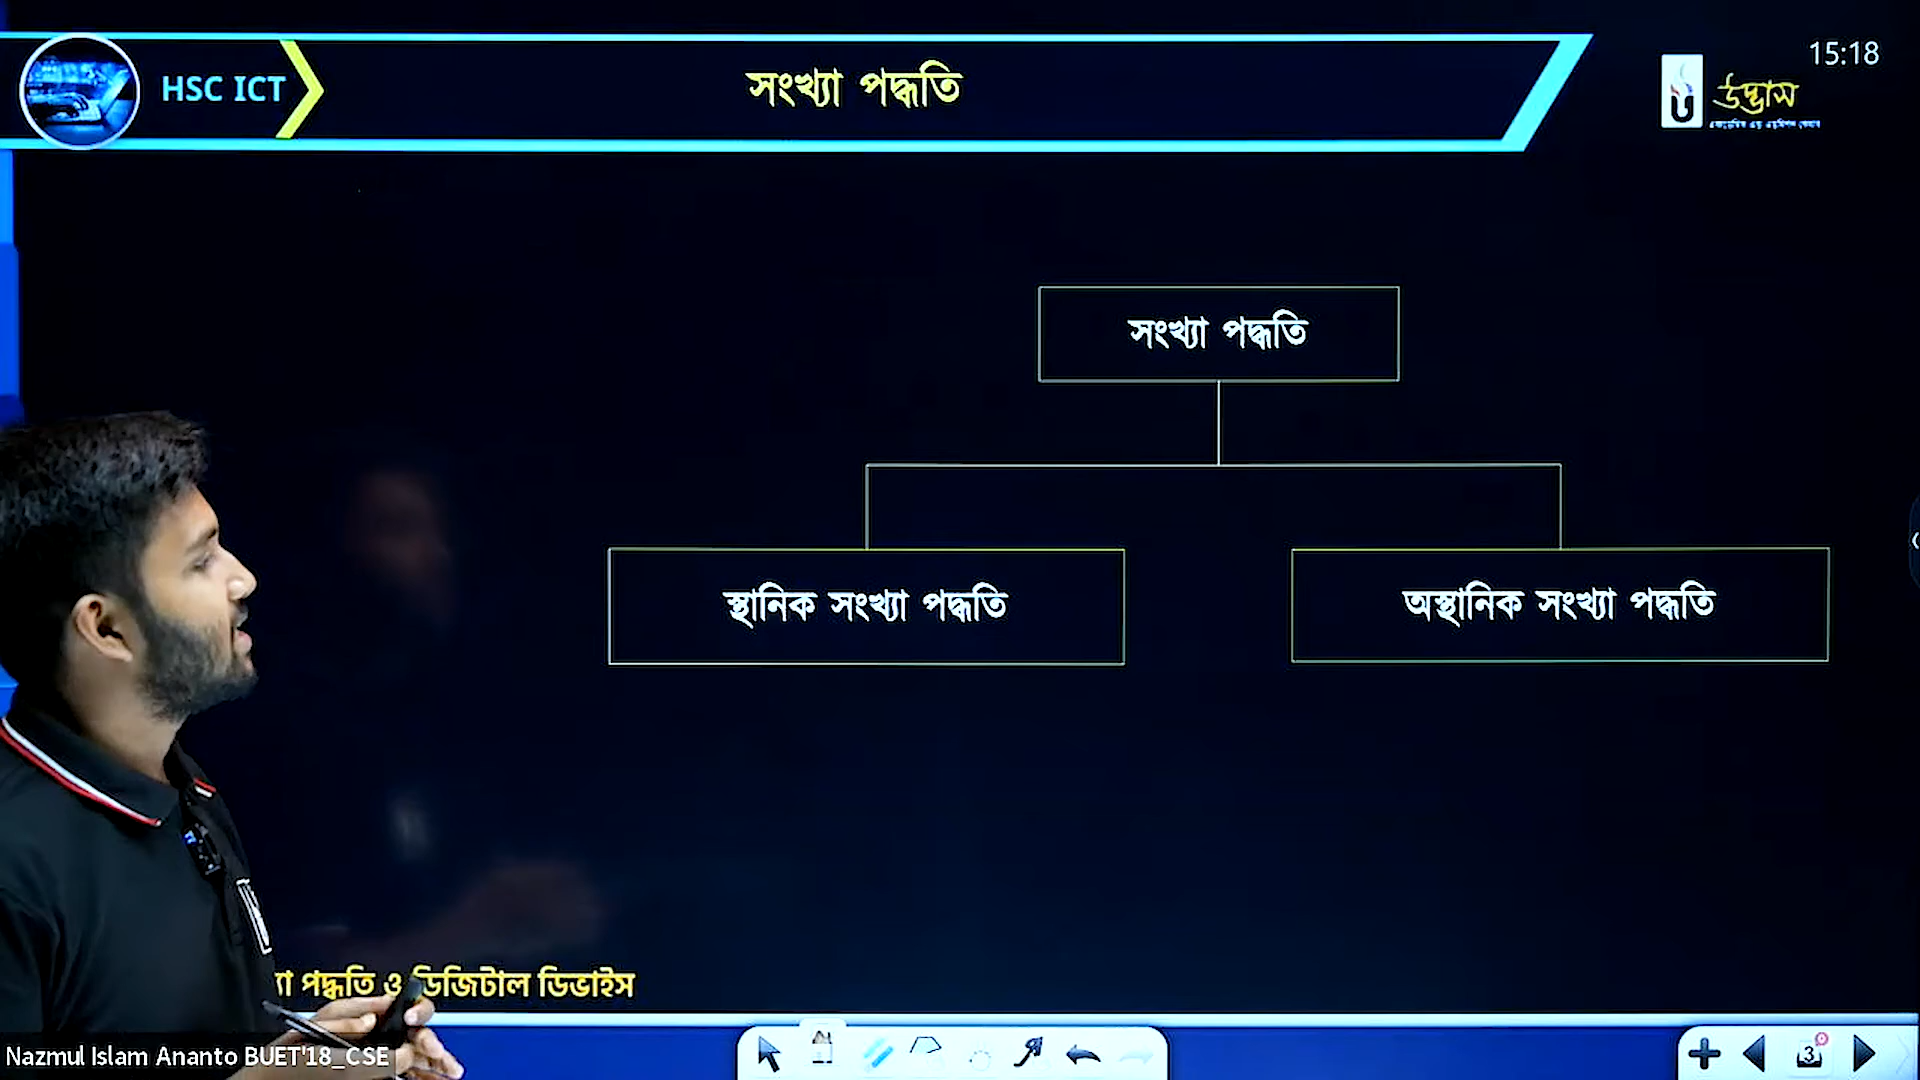 15:18
HSC ICT
সংখ্যা পদ্ধতি
উদ্ভাস
সংখ্যা পদ্ধতি
স্থানিক সংখ্যা পদ্ধতি
অস্থানিক সংখ্যা পদ্ধতি
পদ্ধতি ও ডিজিটাল ডিভাইস
Nazmul Islam Ananto BUET'18_CSE
3